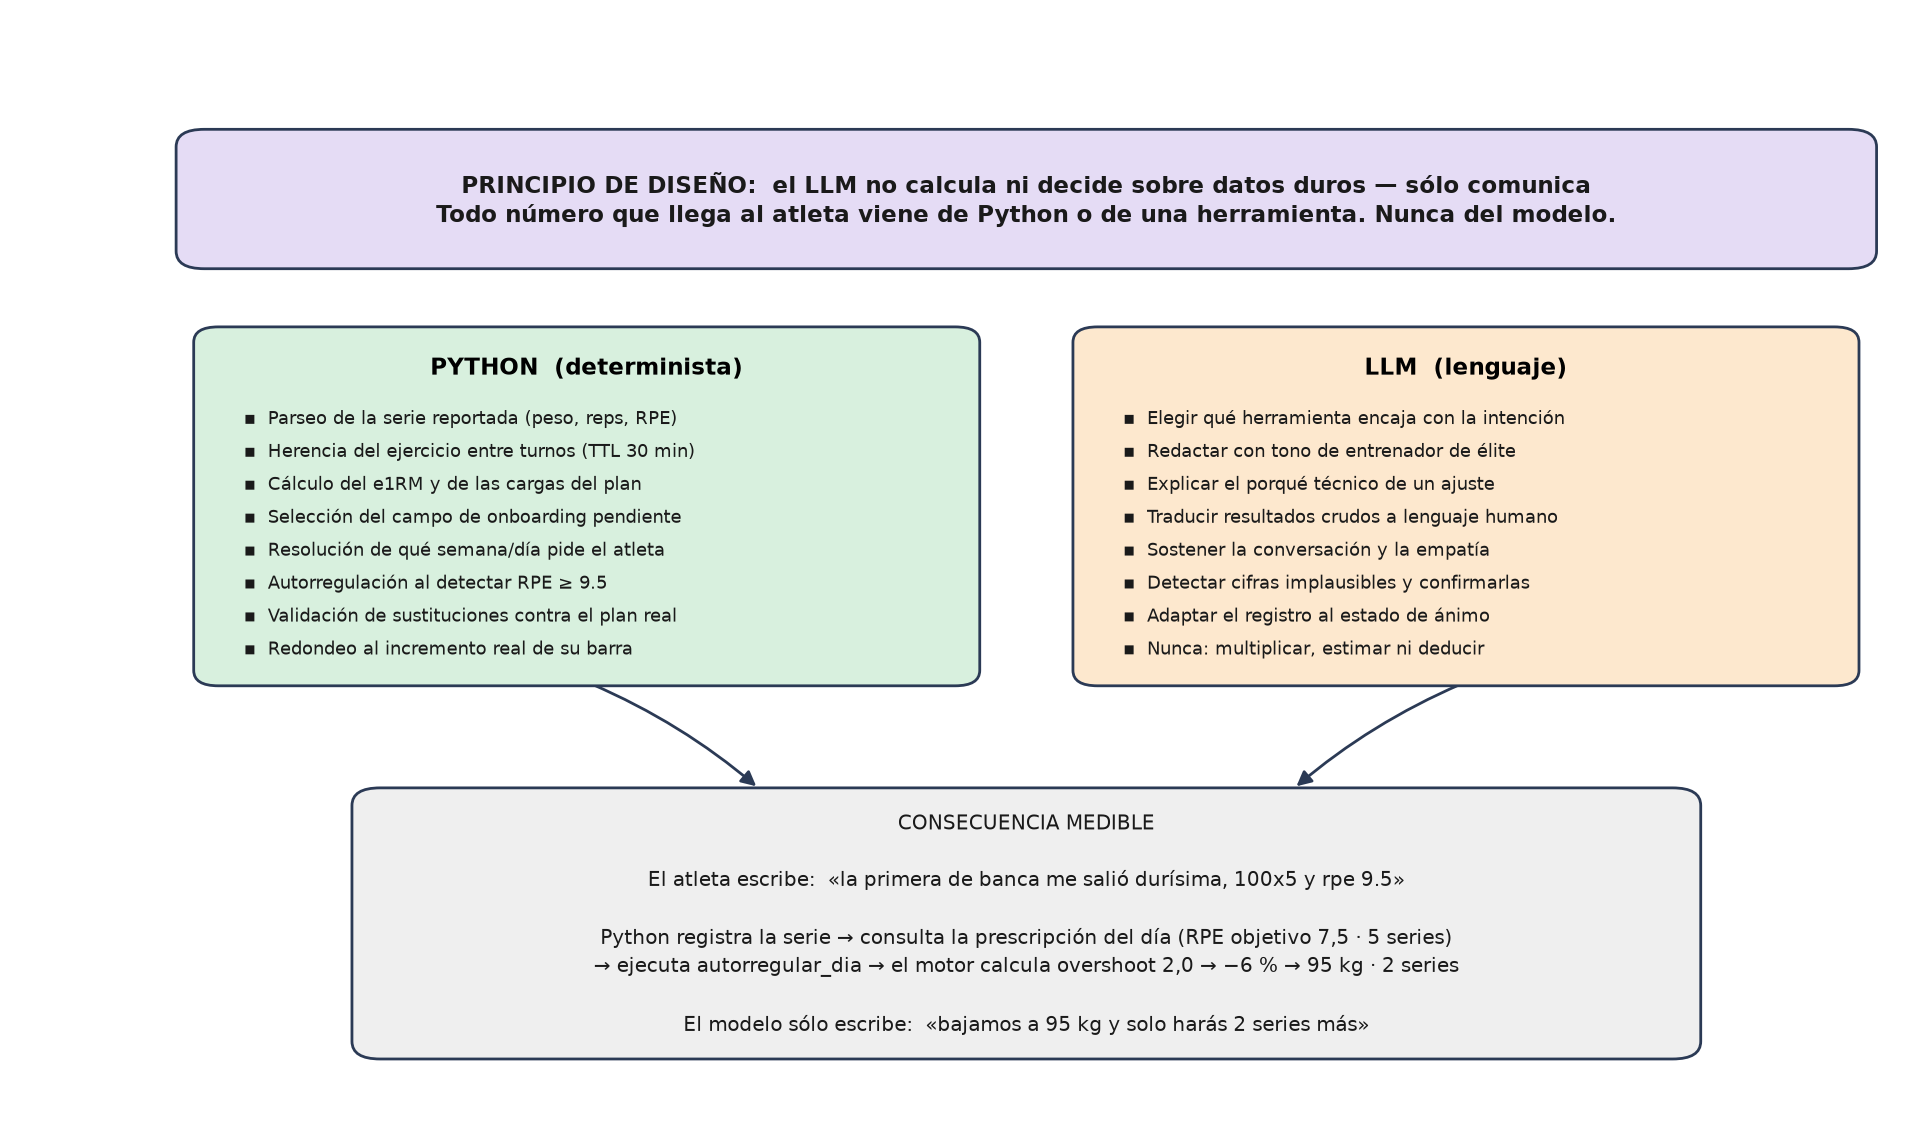 PRINCIPIO DE DISEÑO:  el LLM no calcula ni decide sobre datos duros — sólo comunica
Todo número que llega al atleta viene de Python o de una herramienta. Nunca del modelo.
PYTHON  (determinista)
▪ Parseo de la serie reportada (peso, reps, RPE)
▪ Herencia del ejercicio entre turnos (TTL 30 min)
▪ Cálculo del e1RM y de las cargas del plan
▪ Selección del campo de onboarding pendiente
▪ Resolución de qué semana/día pide el atleta
▪ Autorregulación al detectar RPE ≥ 9.5
▪ Validación de sustituciones contra el plan real
▪ Redondeo al incremento real de su barra
LLM  (lenguaje)
▪ Elegir qué herramienta encaja con la intención
▪ Redactar con tono de entrenador de élite
▪ Explicar el porqué técnico de un ajuste
▪ Traducir resultados crudos a lenguaje humano
▪ Sostener la conversación y la empatía
▪ Detectar cifras implausibles y confirmarlas
▪ Adaptar el registro al estado de ánimo
▪ Nunca: multiplicar, estimar ni deducir
CONSECUENCIA MEDIBLE
El atleta escribe:  «la primera de banca me salió durísima, 100x5 y rpe 9.5»
Python registra la serie → consulta la prescripción del día (RPE objetivo 7,5 · 5 series)
→ ejecuta autorregular_dia → el motor calcula overshoot 2,0 → −6 % → 95 kg · 2 series
El modelo sólo escribe:  «bajamos a 95 kg y solo harás 2 series más»